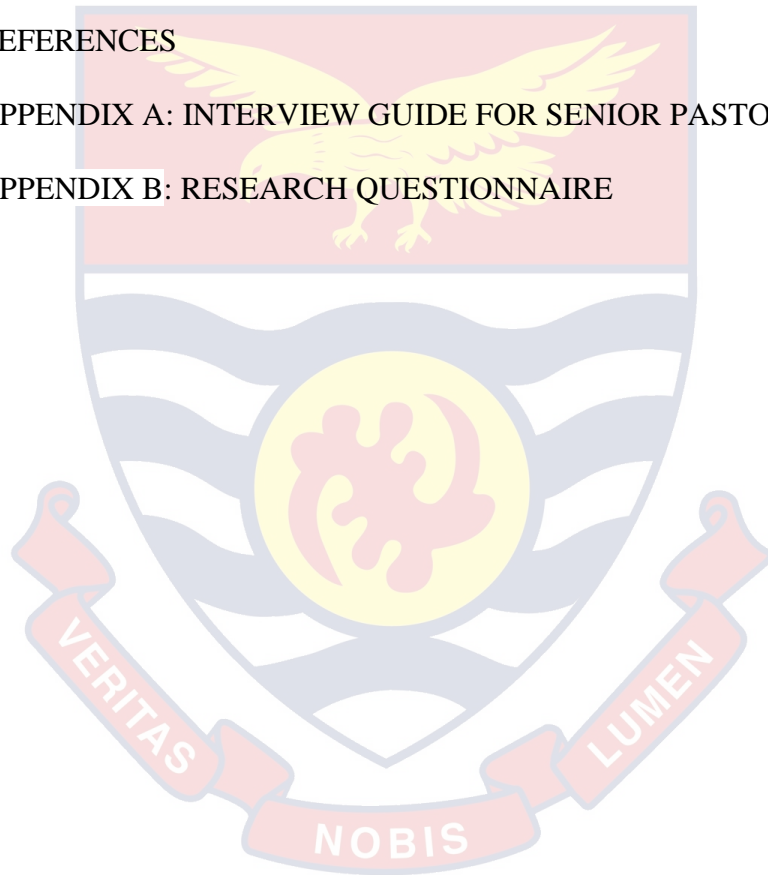 EFERENCES
PPENDIX A: INTERVIEW GUIDE FOR SENIOR PASTO
PPENDIX B: RESEARCH QUESTIONNAIRE
VERITAS
NOBIS
LUMEN